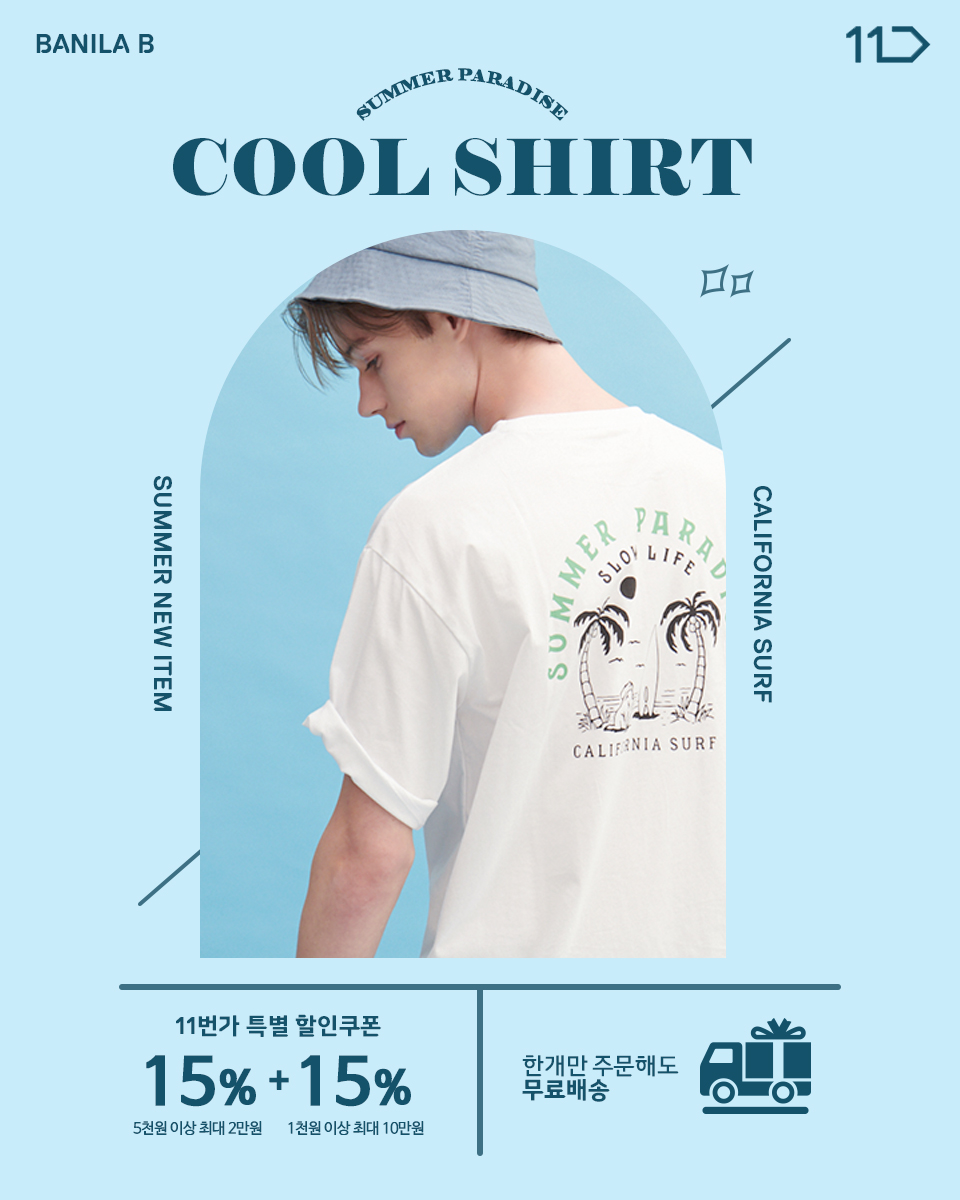 BANILA B
11
SUMMER PARADISE
COOL SHIRT
SUMMER NEW ITEM
CALIFORNIA SURF
SUMMER PARADI
SLOW LIFE
CALIFORNIA SURF
11번가 특별 할인쿠폰
15% + 15%
5천원 이상 최대 2만원 1천원 이상 최대 10만원
한개만 주문해도
무료배송